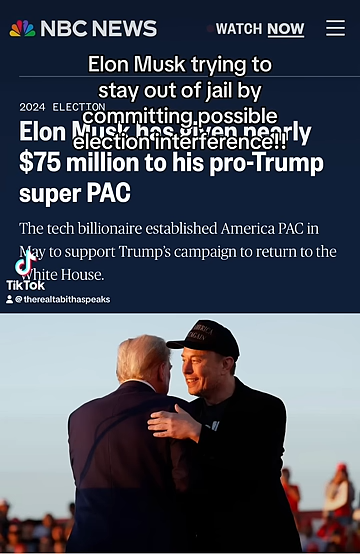 NBC NEWS
WATCH NOW
Elon Musk trying to
stay out of jail by
committing possible
election interference!!
2024 ELECTION
Elon Musk has given nearly
$75 million to his pro-Trump
super PAC
The tech billionaire established America PAC in
May to support Trump's campaign to return to the
White House.
TikTok
@therealtabithaspeaks